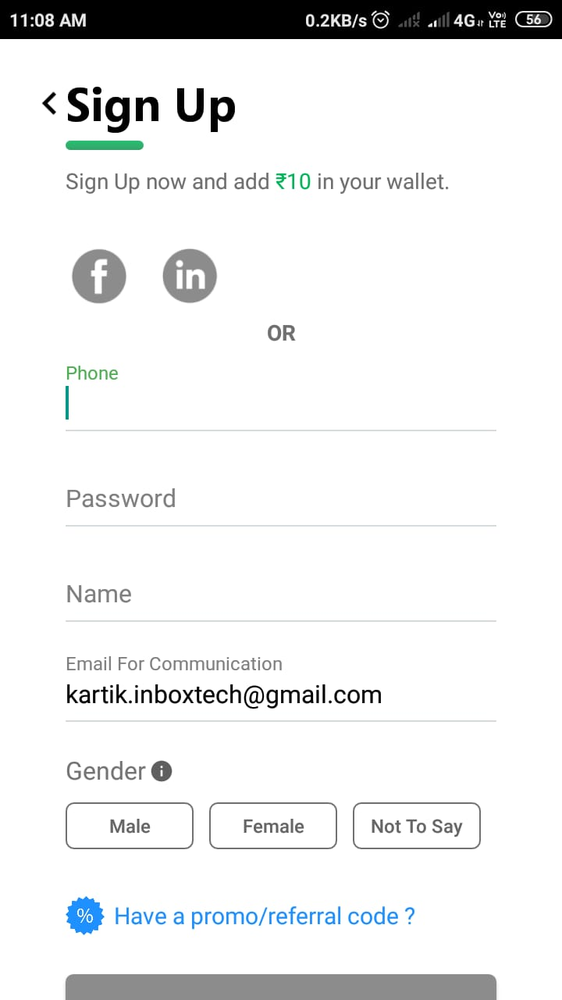 11:08 AM 0.2KB/s 4G Vo) LTE 56
Sign Up
Sign Up now and add ₹10 in your wallet.
f in
OR
Phone
Password
Name
Email For Communication
kartik.inboxtech@gmail.com
Gender i
Male Female Not To Say
% Have a promo/referral code ?